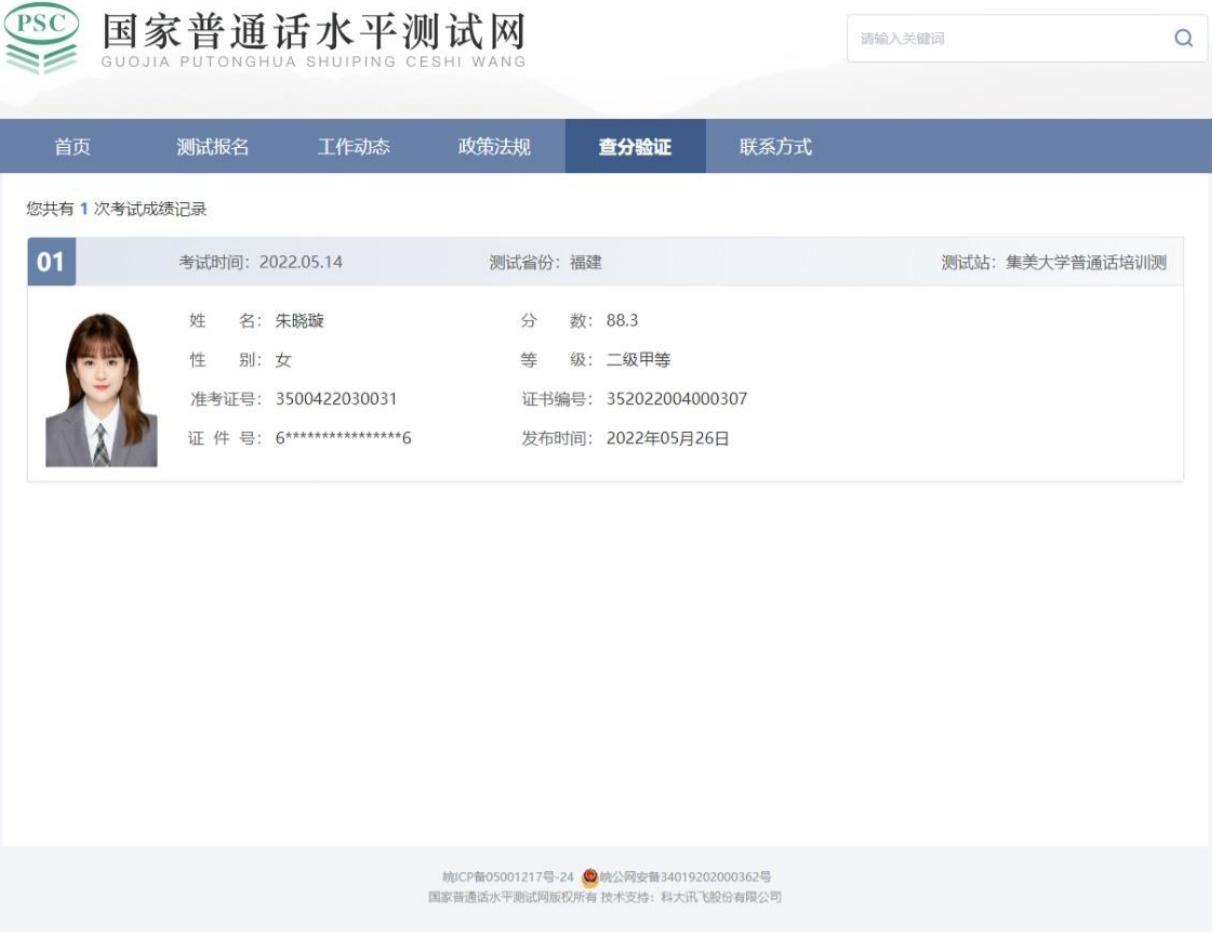 PSC
国家普通话水平测试网
GUOJIA PUTONGHUA SHUIPING CESHI WANG
请输入关键词
首页 测试报名 工作动态 政策法规 查分验证 联系方式
您共有 1 次考试成绩记录
01 考试时间：2022.05.14 测试省份：福建 测试站：集美大学普通话培训测
姓 名：朱晓璇 分 数：88.3
性 别：女 等 级：二级甲等
准考证号：3500422030031 证书编号：352022004000307
证 件 号：6****************6 发布时间：2022年05月26日
皖ICP备05001217号-24 皖公网安备34019202000362号
国家普通话水平测试网版权所有 技术支持：科大讯飞股份有限公司